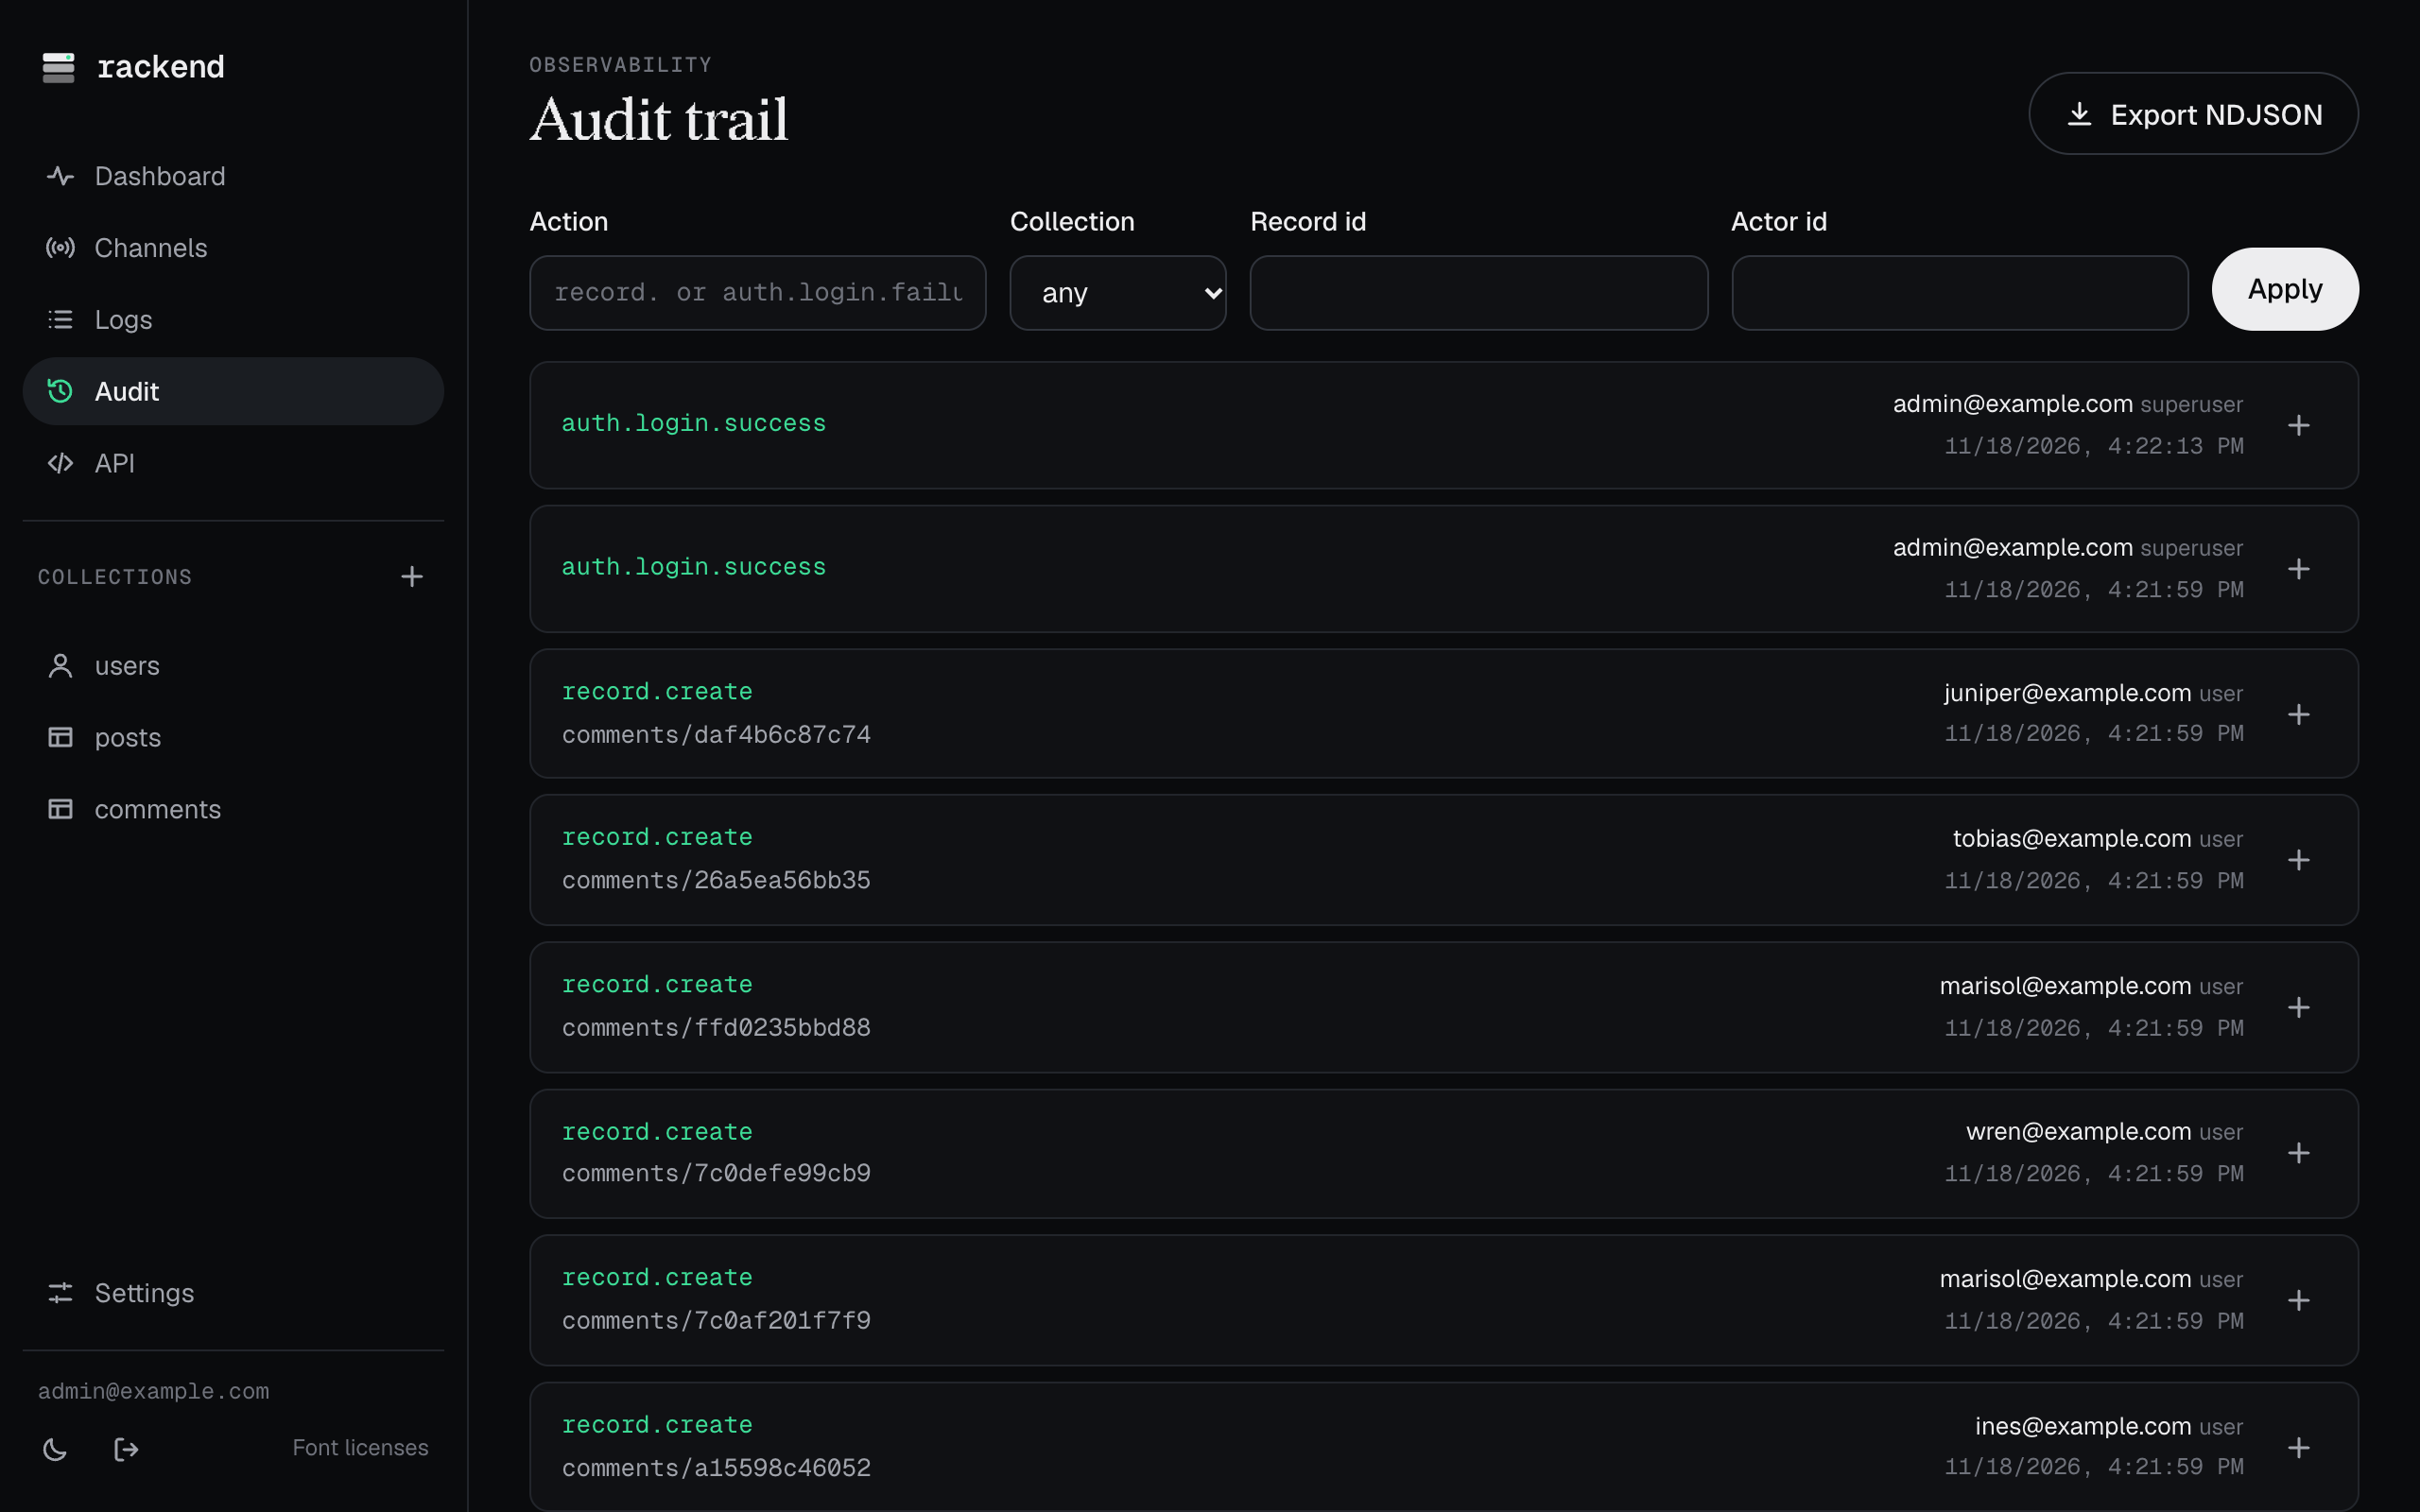 rackend
Dashboard
Channels
Logs
Audit
API
COLLECTIONS
users
posts
comments
Settings
admin@example.com
Font licenses
OBSERVABILITY
Audit trail
Export NDJSON
Action
Collection
Record id
Actor id
record. or auth.login.failu
any
Apply
auth.login.success
admin@example.com superuser
11/18/2026, 4:22:13 PM
auth.login.success
admin@example.com superuser
11/18/2026, 4:21:59 PM
record.create
comments/daf4b6c87c74
juniper@example.com user
11/18/2026, 4:21:59 PM
record.create
comments/26a5ea56bb35
tobias@example.com user
11/18/2026, 4:21:59 PM
record.create
comments/ffd0235bbd88
marisol@example.com user
11/18/2026, 4:21:59 PM
record.create
comments/7c0defe99cb9
wren@example.com user
11/18/2026, 4:21:59 PM
record.create
comments/7c0af201f7f9
marisol@example.com user
11/18/2026, 4:21:59 PM
record.create
comments/a15598c46052
ines@example.com user
11/18/2026, 4:21:59 PM